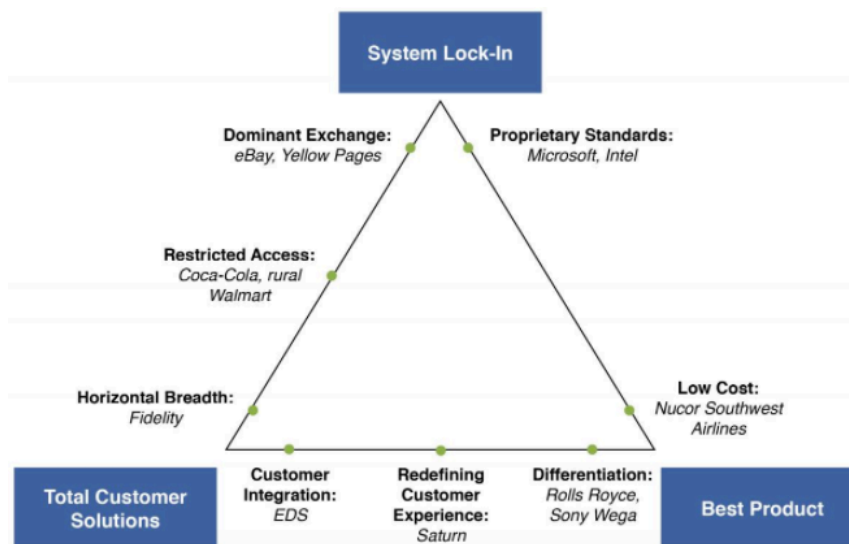 System Lock-In
Dominant Exchange:
eBay, Yellow Pages
Proprietary Standards:
Microsoft, Intel
Restricted Access:
Coca-Cola, rural
Walmart
Horizontal Breadth:
Fidelity
Low Cost:
Nucor Southwest
Airlines
Total Customer
Solutions
Customer
Integration:
EDS
Redefining
Customer
Experience:
Saturn
Differentiation:
Rolls Royce,
Sony Wega
Best Product